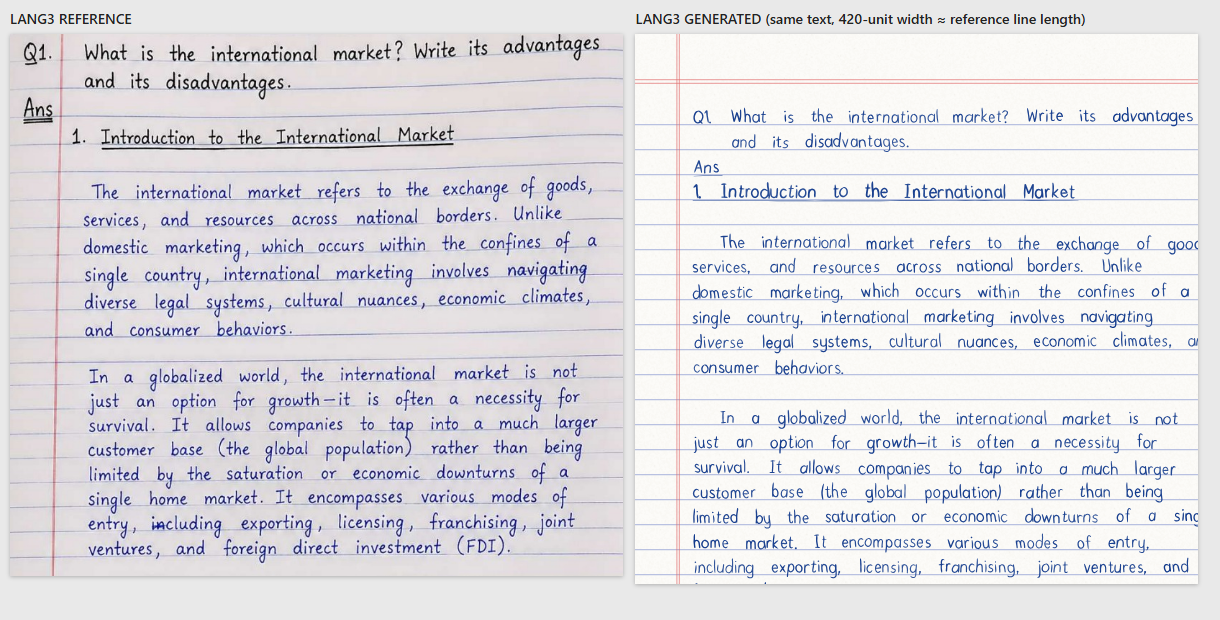 LANG3 REFERENCE
Q1. What is the international market? Write its advantages
and its disadvantages.
Ans
1. Introduction to the International Market
The international market refers to the exchange of goods,
services, and resources across national borders. Unlike
domestic marketing, which occurs within the confines of a
single country, international marketing involves navigating
diverse legal systems, cultural nuances, economic climates,
and consumer behaviors.
In a globalized world, the international market is not
just an option for growth—it is often a necessity for
survival. It allows companies to tap into a much larger
customer base (the global population) rather than being
limited by the saturation or economic downturns of a
single home market. It encompasses various modes of
entry, including exporting, licensing, franchising, joint
ventures, and foreign direct investment (FDI).
LANG3 GENERATED (same text, 420-unit width ≈ reference line length)
Q1 What is the international market? Write its advantages
and its disadvantages.
Ans
1 Introduction to the International Market
The international market refers to the exchange of goo
services, and resources across national borders. Unlike
domestic marketing, which occurs within the confines of a
single country, international marketing involves navigating
diverse legal systems, cultural nuances, economic climates, a
consumer behaviors.
In a globalized world, the international market is not
just an option for growth—it is often a necessity for
survival. It allows companies to tap into a much larger
customer base (the global population) rather than being
limited by the saturation or economic downturns of a sing
home market. It encompasses various modes of entry,
including exporting, licensing, franchising, joint ventures, and